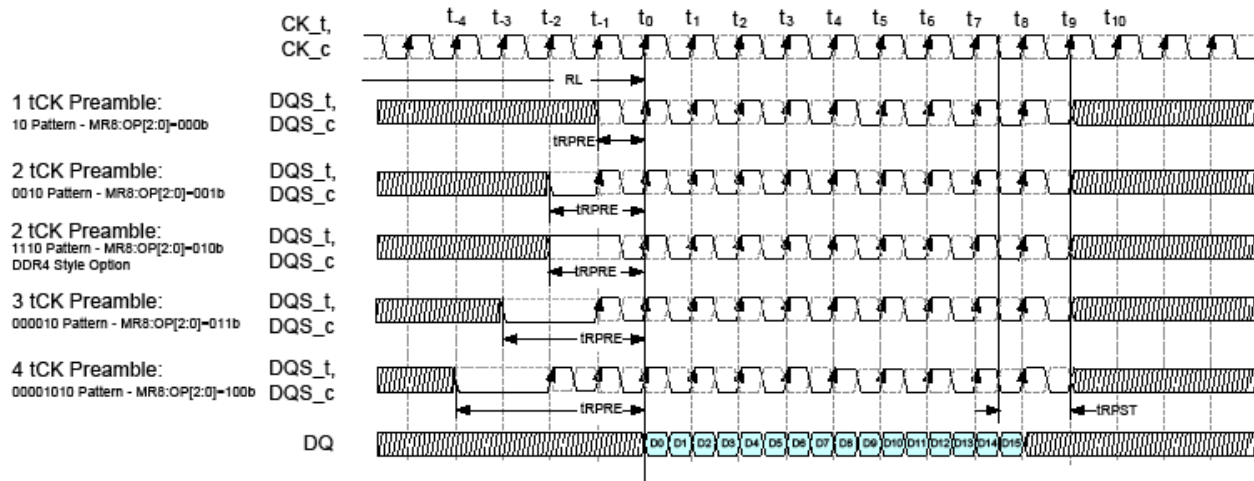 t-4 t-3 t-2 t-1 t0 t1 t2 t3 t4 t5 t6 t7 t8 t9 t10
CK_t,
CK_c
RL
1 tCK Preamble:
10 Pattern - MR8:OP[2:0]=000b
DQS_t,
DQS_c
tRPRE
2 tCK Preamble:
0010 Pattern - MR8:OP[2:0]=001b
DQS_t,
DQS_c
tRPRE
2 tCK Preamble:
1110 Pattern - MR8:OP[2:0]=010b
DDR4 Style Option
DQS_t,
DQS_c
tRPRE
3 tCK Preamble:
000010 Pattern - MR8:OP[2:0]=011b
DQS_t,
DQS_c
tRPRE
4 tCK Preamble:
00001010 Pattern - MR8:OP[2:0]=100b
DQS_t,
DQS_c
tRPRE
tRPST
DQ D0 D1 D2 D3 D4 D5 D6 D7 D8 D9 D10 D11 D12 D13 D14 D15